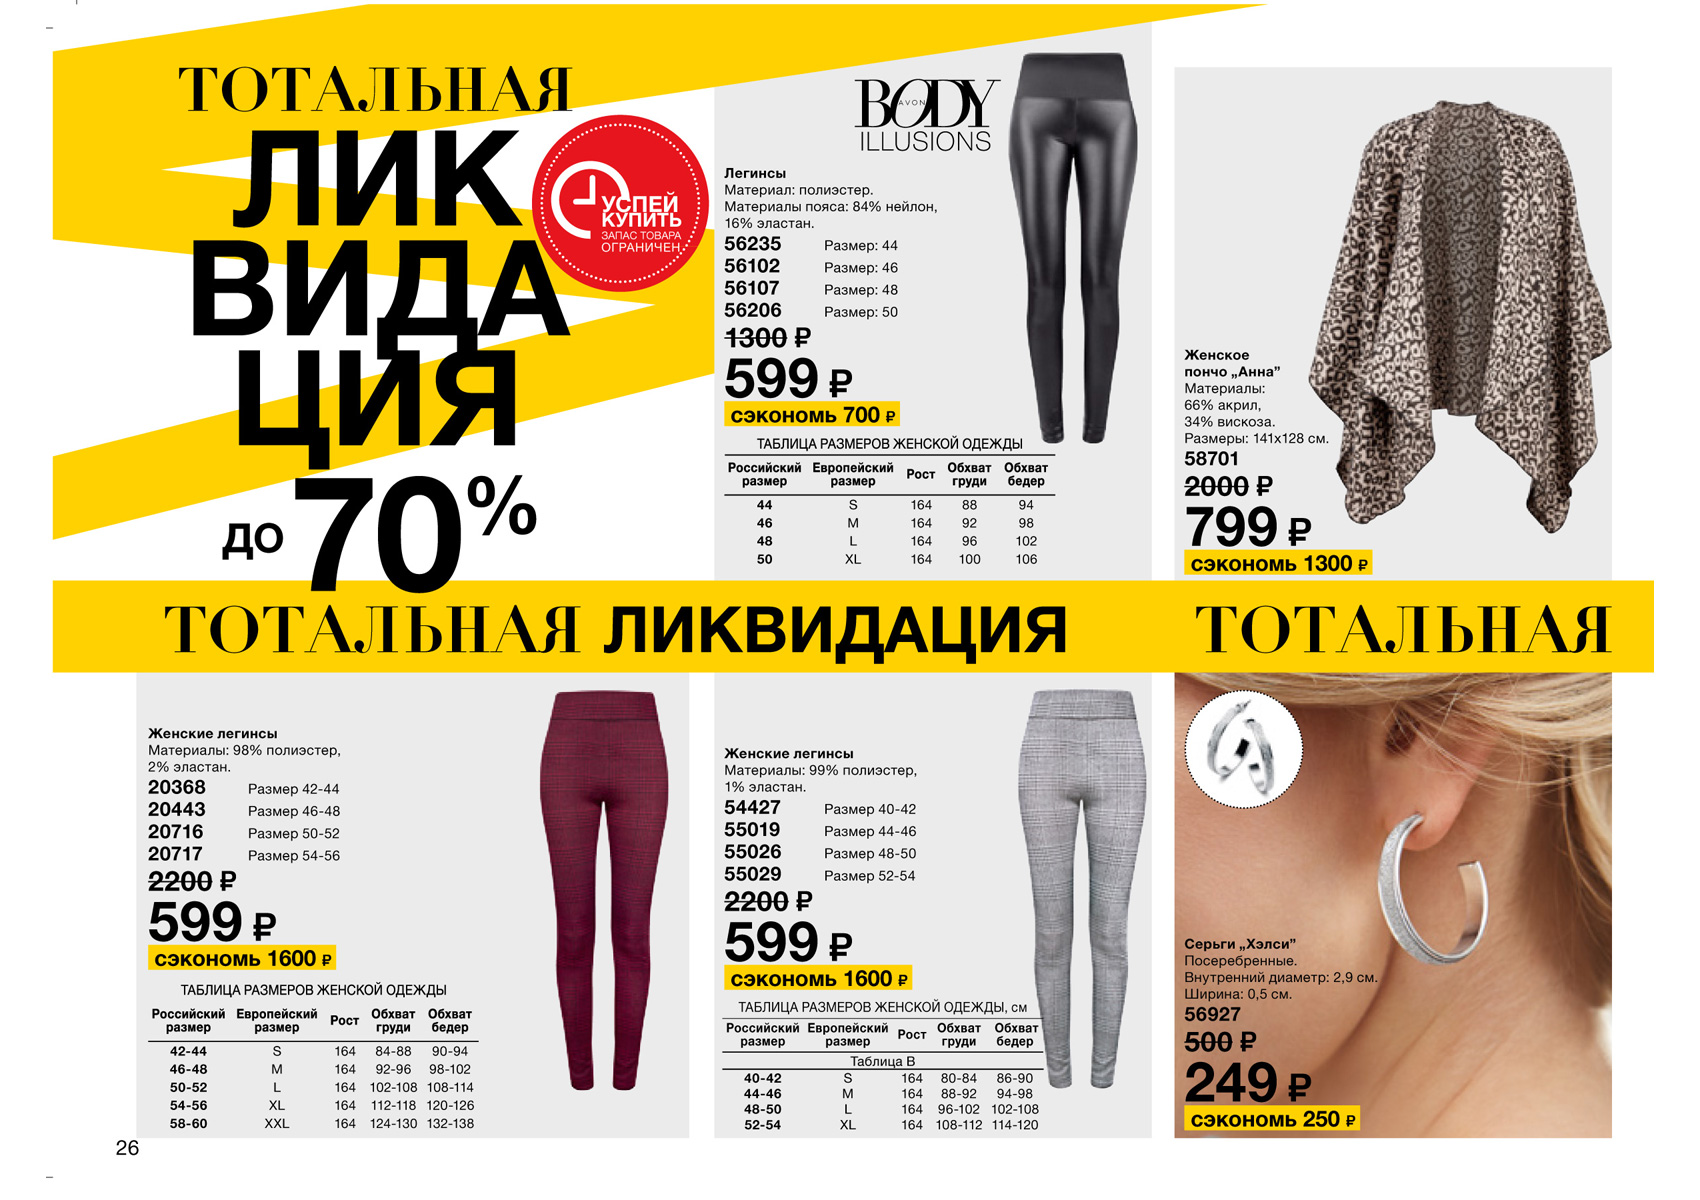 ТОТАЛЬНАЯ
ЛИК
ВИДА
ЦИЯ
ДО 70%
УСПЕЙ
КУПИТЬ
ЗАПАС ТОВАРА
ОГРАНИЧЕН.
BODY
AVON
ILLUSIONS
Легинсы
Материал: полиэстер.
Материалы пояса: 84% нейлон,
16% эластан.
56235 Размер: 44
56102 Размер: 46
56107 Размер: 48
56206 Размер: 50
1300 ₽
599 ₽
сэкономь 700 ₽
ТАБЛИЦА РАЗМЕРОВ ЖЕНСКОЙ ОДЕЖДЫ
Российский Европейский Рост Обхват Обхват
размер размер груди бедер
44 S 164 88 94
46 M 164 92 98
48 L 164 96 102
50 XL 164 100 106
Женское
пончо „Анна”
Материалы:
66% акрил,
34% вискоза.
Размеры: 141х128 см.
58701
2000 ₽
799 ₽
сэкономь 1300 ₽
ТОТАЛЬНАЯ ЛИКВИДАЦИЯ ТОТАЛЬНАЯ
Женские легинсы
Материалы: 98% полиэстер,
2% эластан.
20368 Размер 42-44
20443 Размер 46-48
20716 Размер 50-52
20717 Размер 54-56
2200 ₽
599 ₽
сэкономь 1600 ₽
ТАБЛИЦА РАЗМЕРОВ ЖЕНСКОЙ ОДЕЖДЫ
Российский Европейский Рост Обхват Обхват
размер размер груди бедер
42-44 S 164 84-88 90-94
46-48 M 164 92-96 98-102
50-52 L 164 102-108 108-114
54-56 XL 164 112-118 120-126
58-60 XXL 164 124-130 132-138
Женские легинсы
Материалы: 99% полиэстер,
1% эластан.
54427 Размер 40-42
55019 Размер 44-46
55026 Размер 48-50
55029 Размер 52-54
2200 ₽
599 ₽
сэкономь 1600 ₽
ТАБЛИЦА РАЗМЕРОВ ЖЕНСКОЙ ОДЕЖДЫ, см
Российский Европейский Рост Обхват Обхват
размер размер груди бедер
Таблица В
40-42 S 164 80-84 86-90
44-46 M 164 88-92 94-98
48-50 L 164 96-102 102-108
52-54 XL 164 108-112 114-120
Серьги „Хэлси”
Посеребренные.
Внутренний диаметр: 2,9 см.
Ширина: 0,5 см.
56927
500 ₽
249 ₽
сэкономь 250 ₽
26